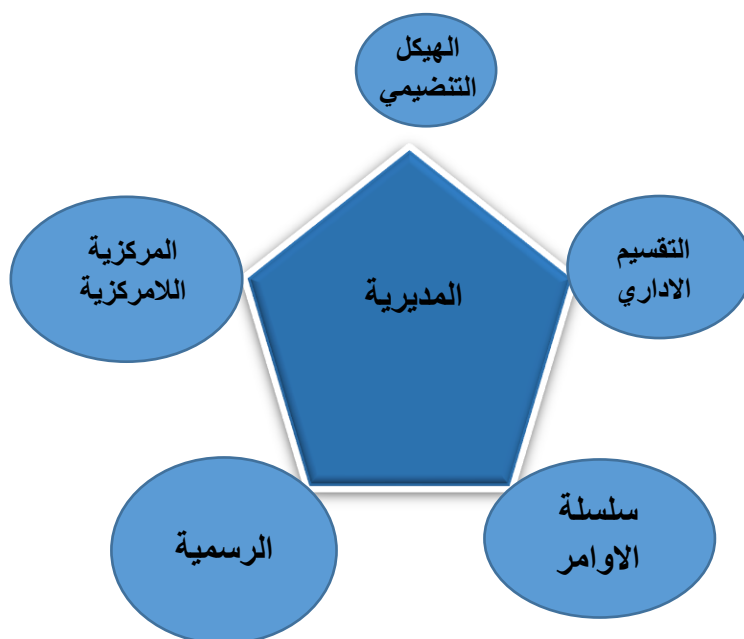 الهيكل
التنضيمي
المركزية
اللامركزية
التقسيم
الاداري
المديرية
سلسلة
الاوامر
الرسمية